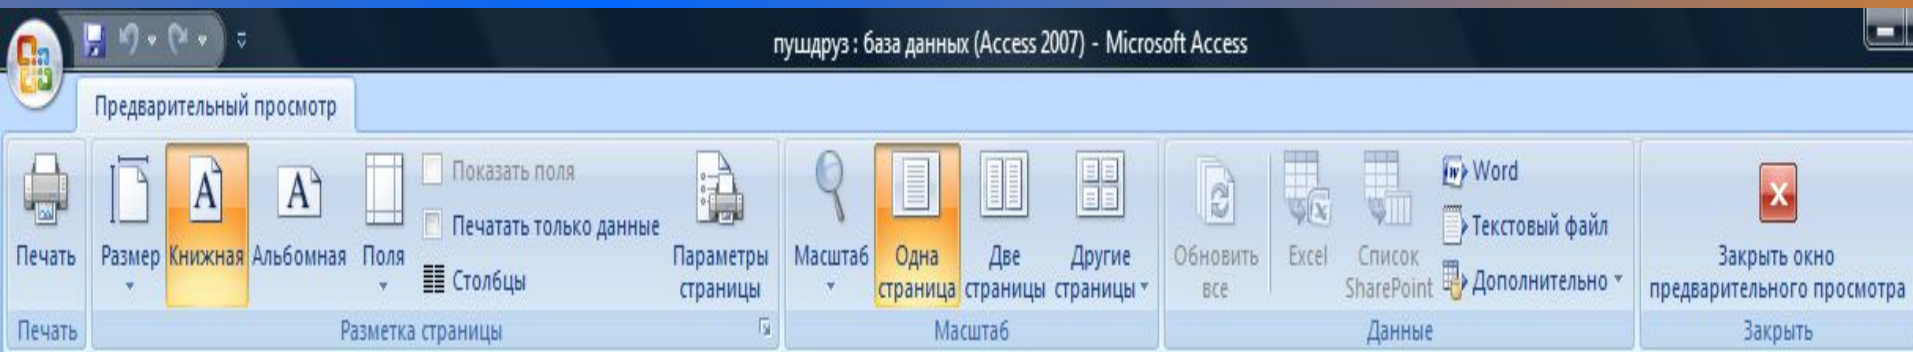 пушдруз : база данных (Access 2007) - Microsoft Access
Предварительный просмотр
Печать
Размер
Книжная
Альбомная
Поля
Показать поля
Печатать только данные
Столбцы
Параметры
страницы
Масштаб
Одна
страница
Две
страницы
Другие
страницы
Обновить
все
Excel
Список
SharePoint
Word
Текстовый файл
Дополнительно
Закрыть окно
предварительного просмотра
Печать
Разметка страницы
Масштаб
Данные
Закрыть